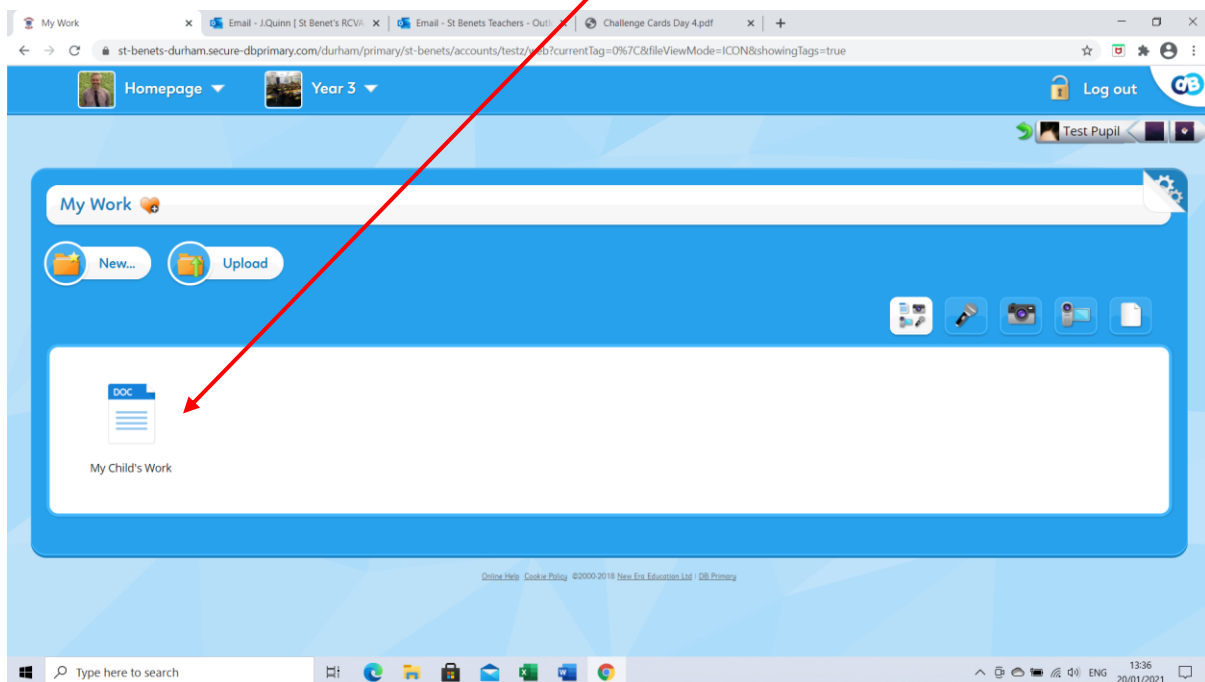 My Work
Email - J.Quinn [ St Benet's RCVA
Email - St Benets Teachers - Outl
Challenge Cards Day 4.pdf
st-benets-durham.secure-dbprimary.com/durham/primary/st-benets/accounts/testz/web?currentTag=0%7C&fileViewMode=ICON&showingTags=true
Homepage
Year 3
Log out
Test Pupil
My Work
New...
Upload
DOC
My Child's Work
Online Help Cookie Policy ©2000-2018 New Era Education Ltd | DB Primary
Type here to search
ENG
13:36
20/01/2021